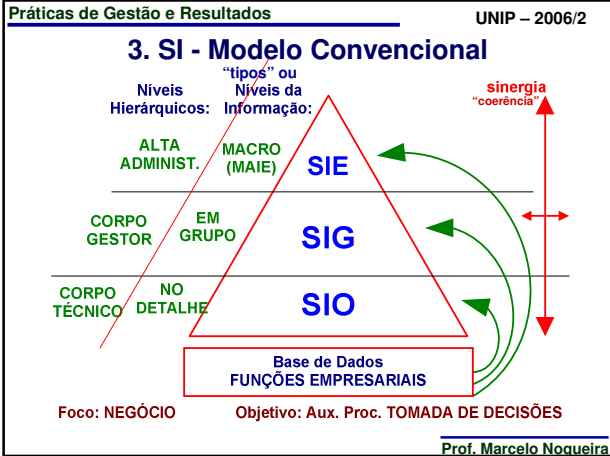 Práticas de Gestão e Resultados
UNIP – 2006/2
3. SI - Modelo Convencional
Níveis
Hierárquicos:
“tipos” ou
Níveis da
Informação:
sinergia
“coerência”
ALTA
ADMINIST.
MACRO
(MAIE)
SIE
CORPO
GESTOR
EM
GRUPO
SIG
CORPO
TÉCNICO
NO
DETALHE
SIO
Base de Dados
FUNÇÕES EMPRESARIAIS
Foco: NEGÓCIO
Objetivo: Aux. Proc. TOMADA DE DECISÕES
Prof. Marcelo Nogueira